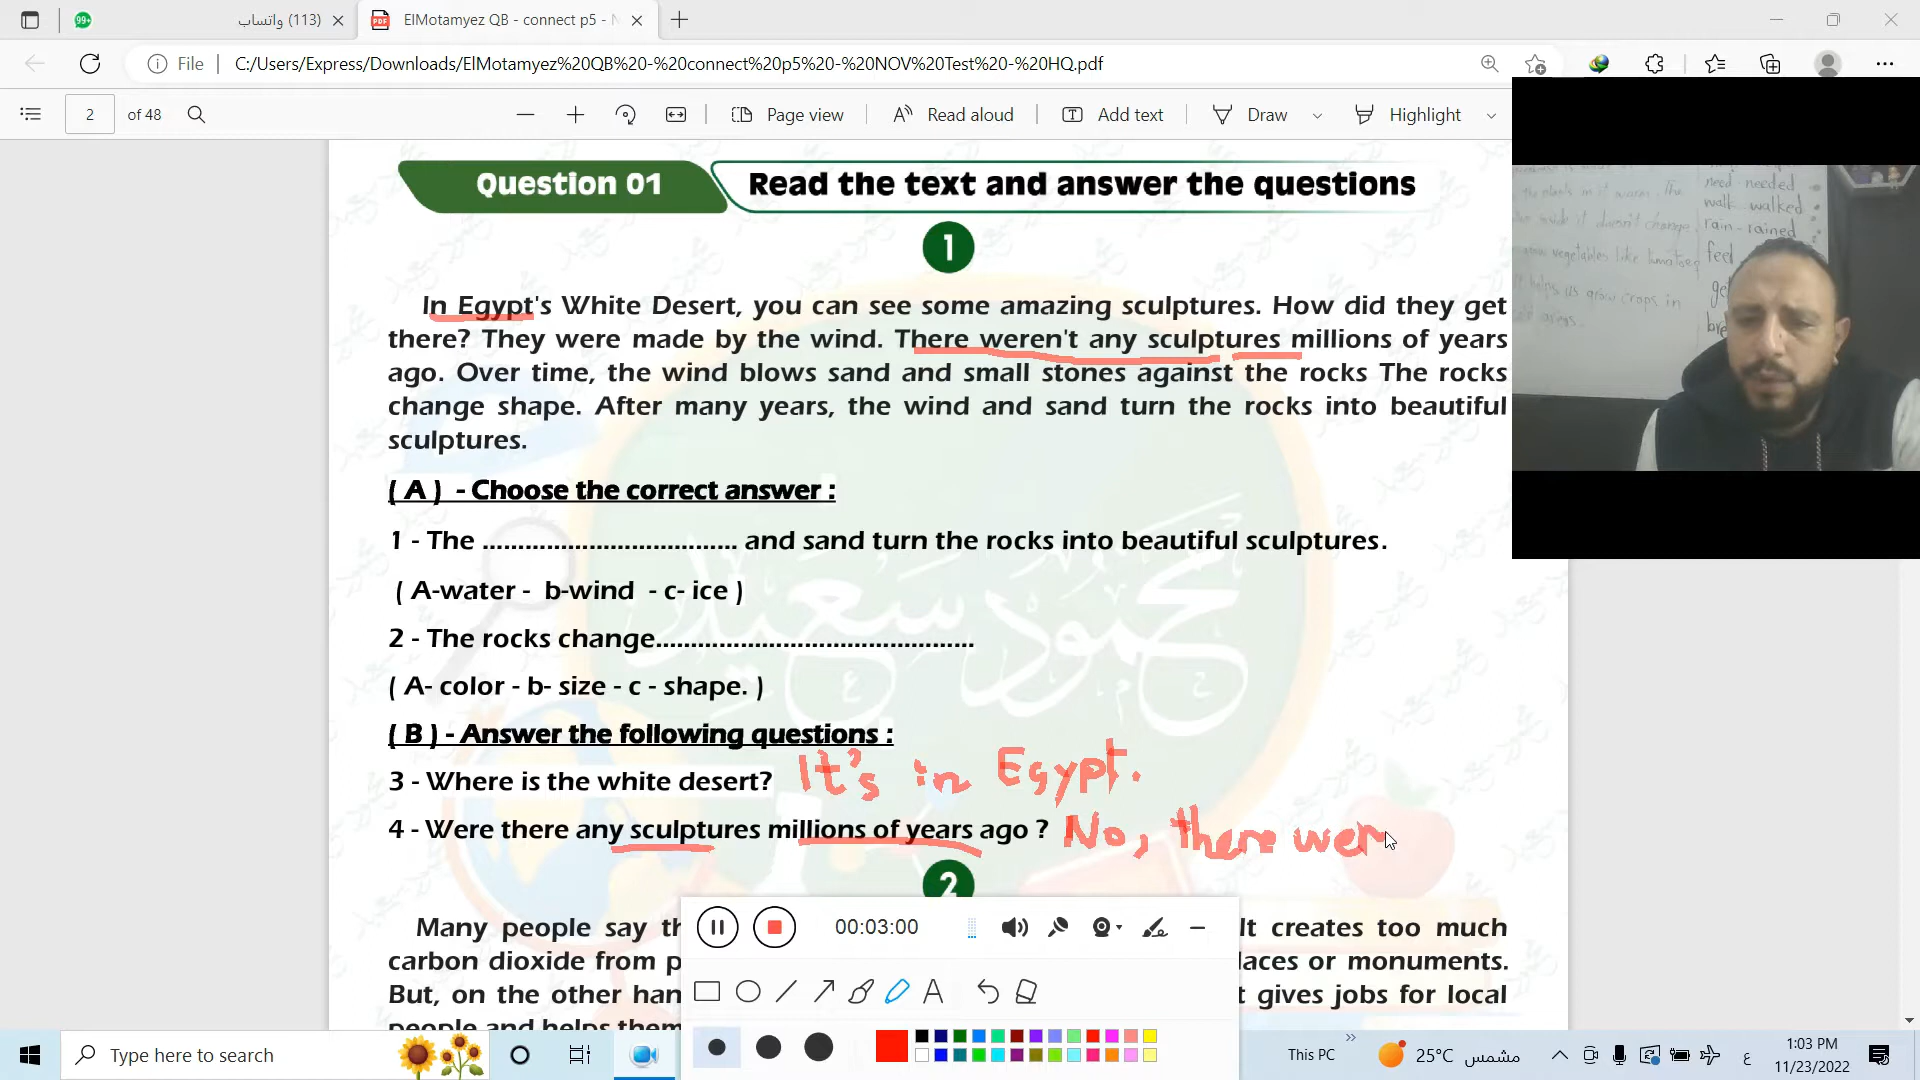 واتساب (113)
ElMotamyez QB - connect p5 - N
File
C:/Users/Express/Downloads/ElMotamyez%20QB%20-%20connect%20p5%20-%20NOV%20Test%20-%20HQ.pdf
2 of 48
Page view
Read aloud
Add text
Draw
Highlight
Question 01
Read the text and answer the questions
1
In Egypt's White Desert, you can see some amazing sculptures. How did they get
there? They were made by the wind. There weren't any sculptures millions of years
ago. Over time, the wind blows sand and small stones against the rocks The rocks
change shape. After many years, the wind and sand turn the rocks into beautiful
sculptures.
( A ) - Choose the correct answer :
1 - The .................................... and sand turn the rocks into beautiful sculptures.
( A-water - b-wind - c- ice )
2 - The rocks change.............................................
( A- color - b- size - c - shape. )
( B ) - Answer the following questions :
3 - Where is the white desert? It's in Egypt.
4 - Were there any sculptures millions of years ago ? No, there wer
2
Many people say th
It creates too much
carbon dioxide from p
laces or monuments.
But, on the other han
t gives jobs for local
people and helps them
need - needed
walk walked
rain - rained
feel
محمود سعيد
00:03:00
Type here to search
This PC
25°C مشمس
ع
1:03 PM
11/23/2022